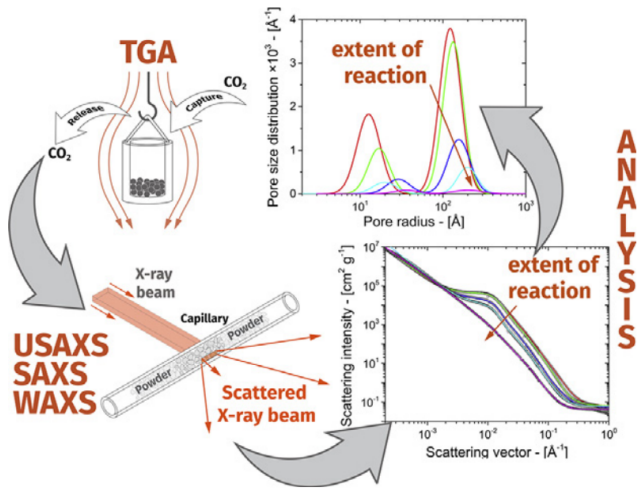 TGA
CO2
Capture
Release
CO2
Pore size distribution ×10³ - [Å⁻¹]
4
3
2
1
0
extent of
reaction
10¹
10²
10³
Pore radius - [Å]
X-ray
beam
Capillary
Powder
Powder
USAXS
SAXS
WAXS
Scattered
X-ray beam
Scattering intensity - [cm² g⁻¹]
10⁷
10⁵
10³
10¹
10⁻¹
extent of
reaction
10⁻³
10⁻²
10⁻¹
10⁰
Scattering vector - [Å⁻¹]
ANALYSIS